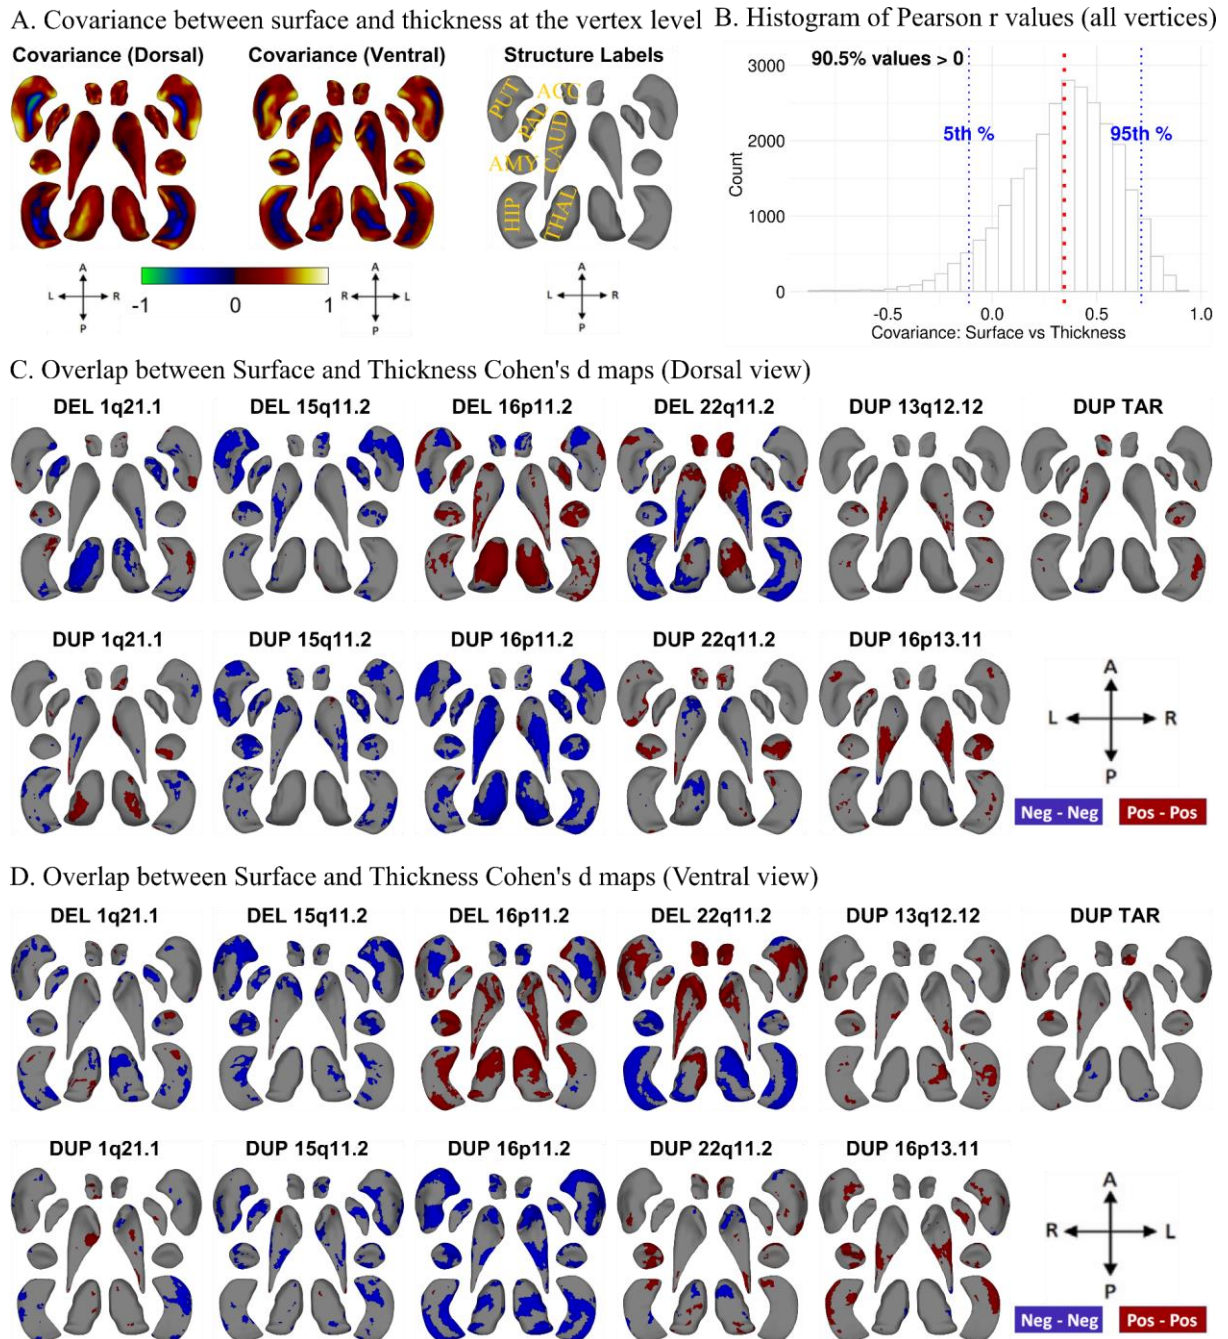 A. Covariance between surface and thickness at the vertex level
B. Histogram of Pearson r values (all vertices)
Covariance (Dorsal)
Covariance (Ventral)
Structure Labels
PUT
ACC
PAL
CAUD
AMY
HIP
THAL
A
L
R
P
-1
0
1
A
R
L
P
A
L
R
P
90.5% values > 0
5th %
95th %
3000
2000
1000
0
Count
-0.5
0.0
0.5
1.0
Covariance: Surface vs Thickness
C. Overlap between Surface and Thickness Cohen's d maps (Dorsal view)
DEL 1q21.1
DEL 15q11.2
DEL 16p11.2
DEL 22q11.2
DUP 13q12.12
DUP TAR
DUP 1q21.1
DUP 15q11.2
DUP 16p11.2
DUP 22q11.2
DUP 16p13.11
A
L
R
P
Neg - Neg
Pos - Pos
D. Overlap between Surface and Thickness Cohen's d maps (Ventral view)
DEL 1q21.1
DEL 15q11.2
DEL 16p11.2
DEL 22q11.2
DUP 13q12.12
DUP TAR
DUP 1q21.1
DUP 15q11.2
DUP 16p11.2
DUP 22q11.2
DUP 16p13.11
A
R
L
P
Neg - Neg
Pos - Pos